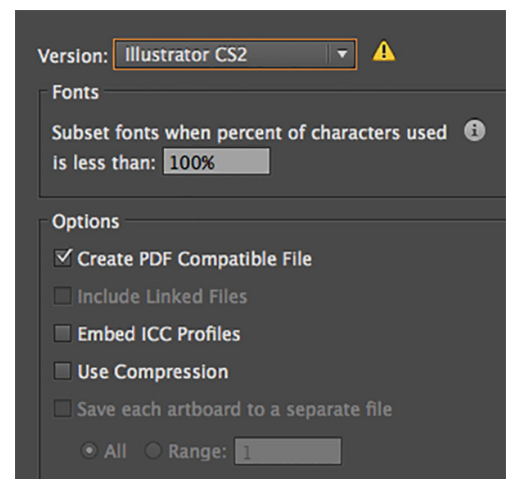 Version: Illustrator CS2
Fonts
Subset fonts when percent of characters used
is less than: 100%
Options
Create PDF Compatible File
Include Linked Files
Embed ICC Profiles
Use Compression
Save each artboard to a separate file
All Range: 1